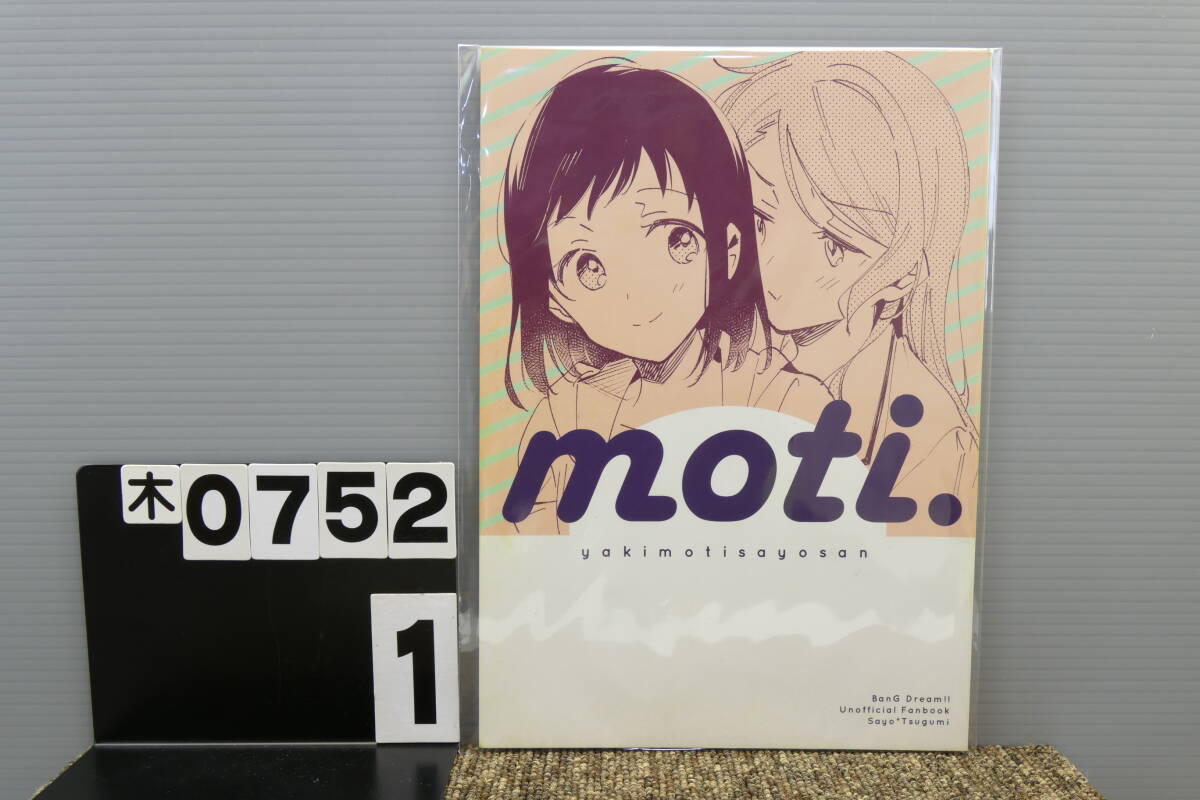 木0752
1
moti.
yakimotisayosan
BanG Dream!!
Unofficial Fanbook
Sayo*Tsugumi